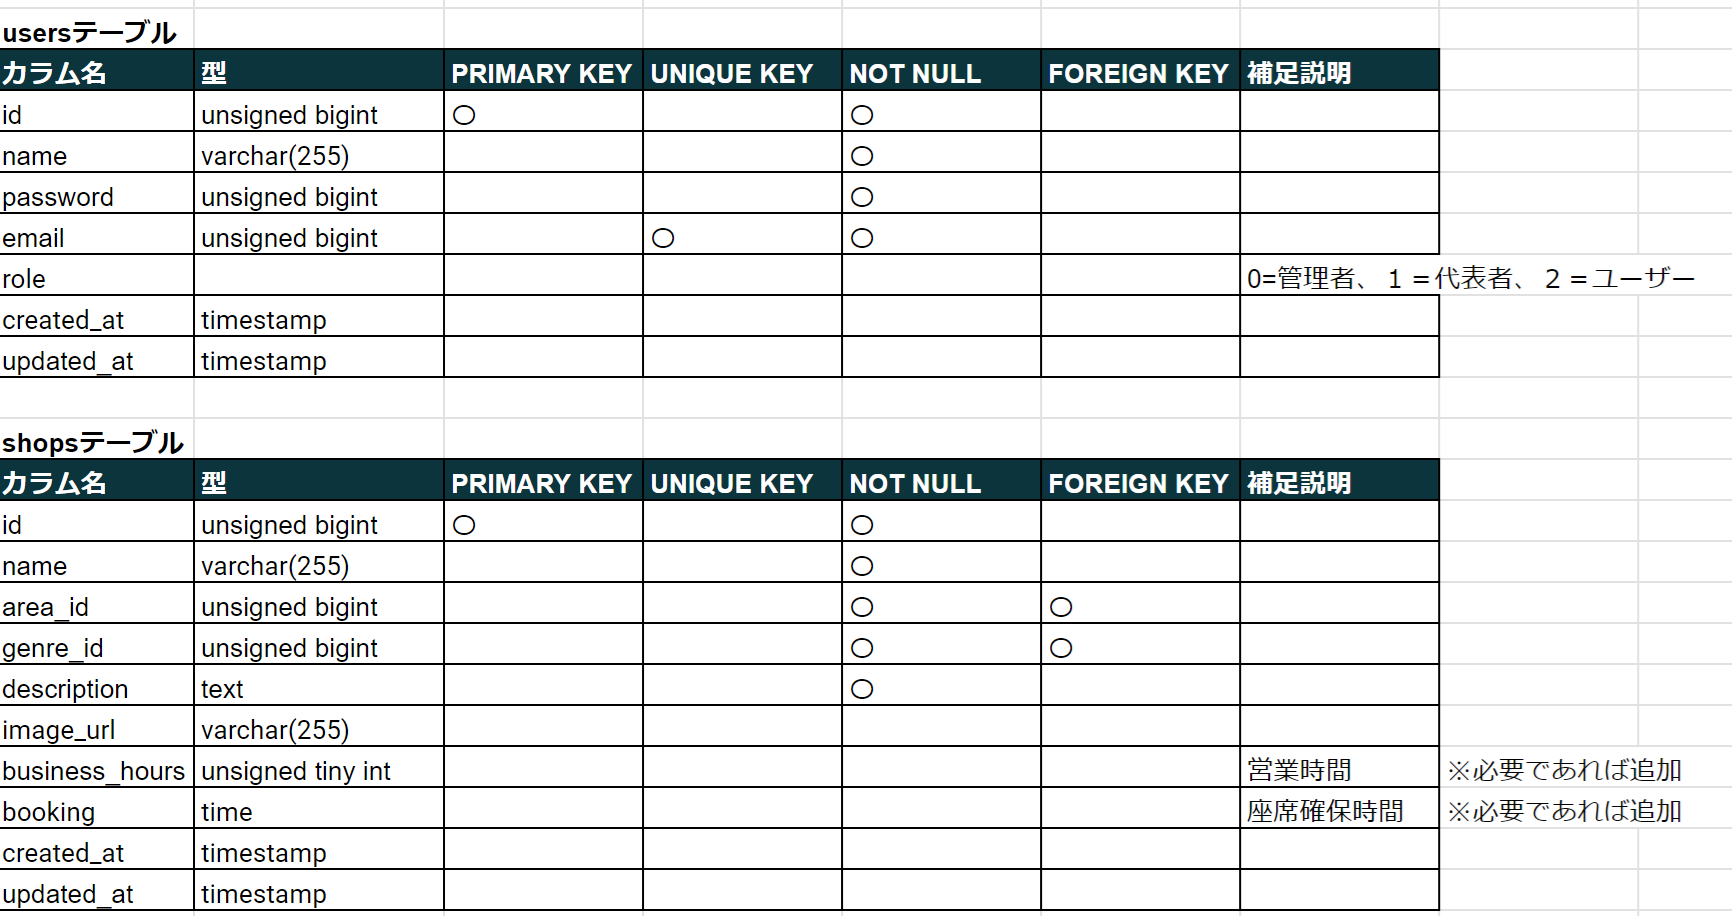 usersテーブル
カラム名 型 PRIMARY KEY UNIQUE KEY NOT NULL FOREIGN KEY 補足説明
id unsigned bigint 〇 〇
name varchar(255) 〇
password unsigned bigint 〇
email unsigned bigint 〇 〇
role 0=管理者、１＝代表者、２＝ユーザー
created_at timestamp
updated_at timestamp
shopsテーブル
カラム名 型 PRIMARY KEY UNIQUE KEY NOT NULL FOREIGN KEY 補足説明
id unsigned bigint 〇 〇
name varchar(255) 〇
area_id unsigned bigint 〇 〇
genre_id unsigned bigint 〇 〇
description text 〇
image_url varchar(255)
business_hours unsigned tiny int 営業時間 ※必要であれば追加
booking time 座席確保時間 ※必要であれば追加
created_at timestamp
updated_at timestamp